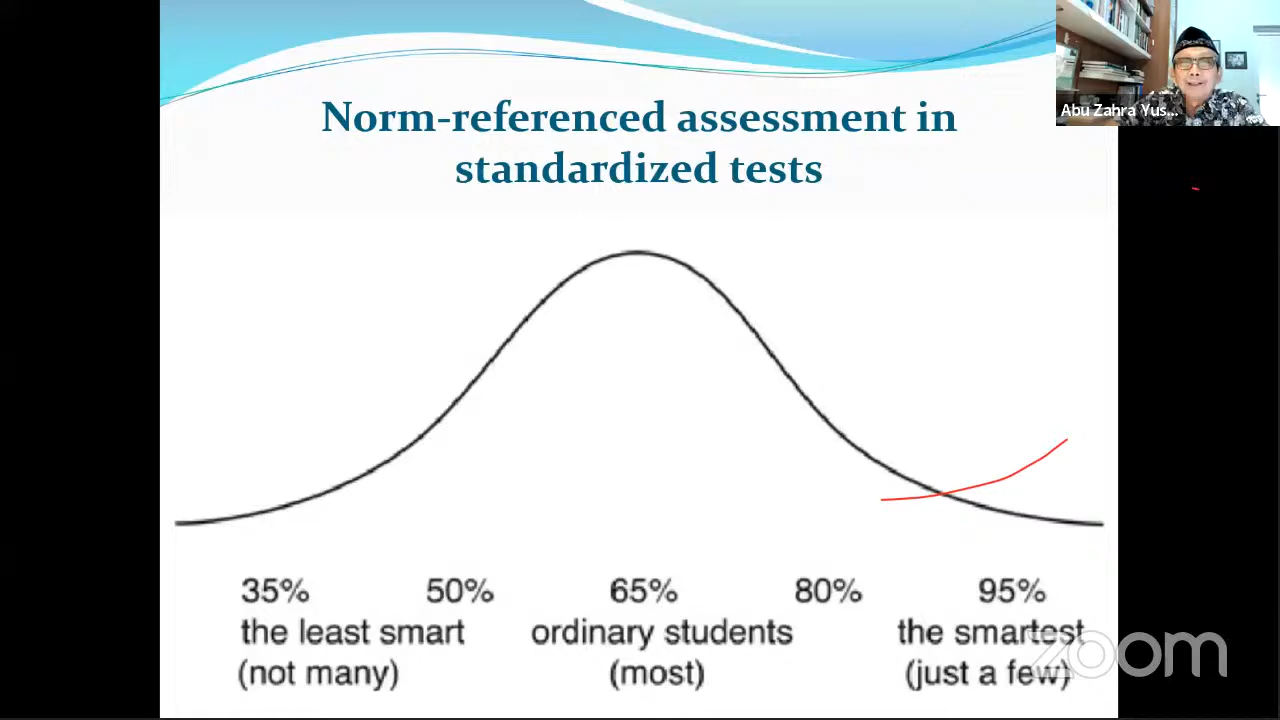 Norm-referenced assessment in
standardized tests
Abu Zahra Yus...
35% 50% 65% 80% 95%
the least smart ordinary students the smartest
(not many) (most) (just a few)
zoom